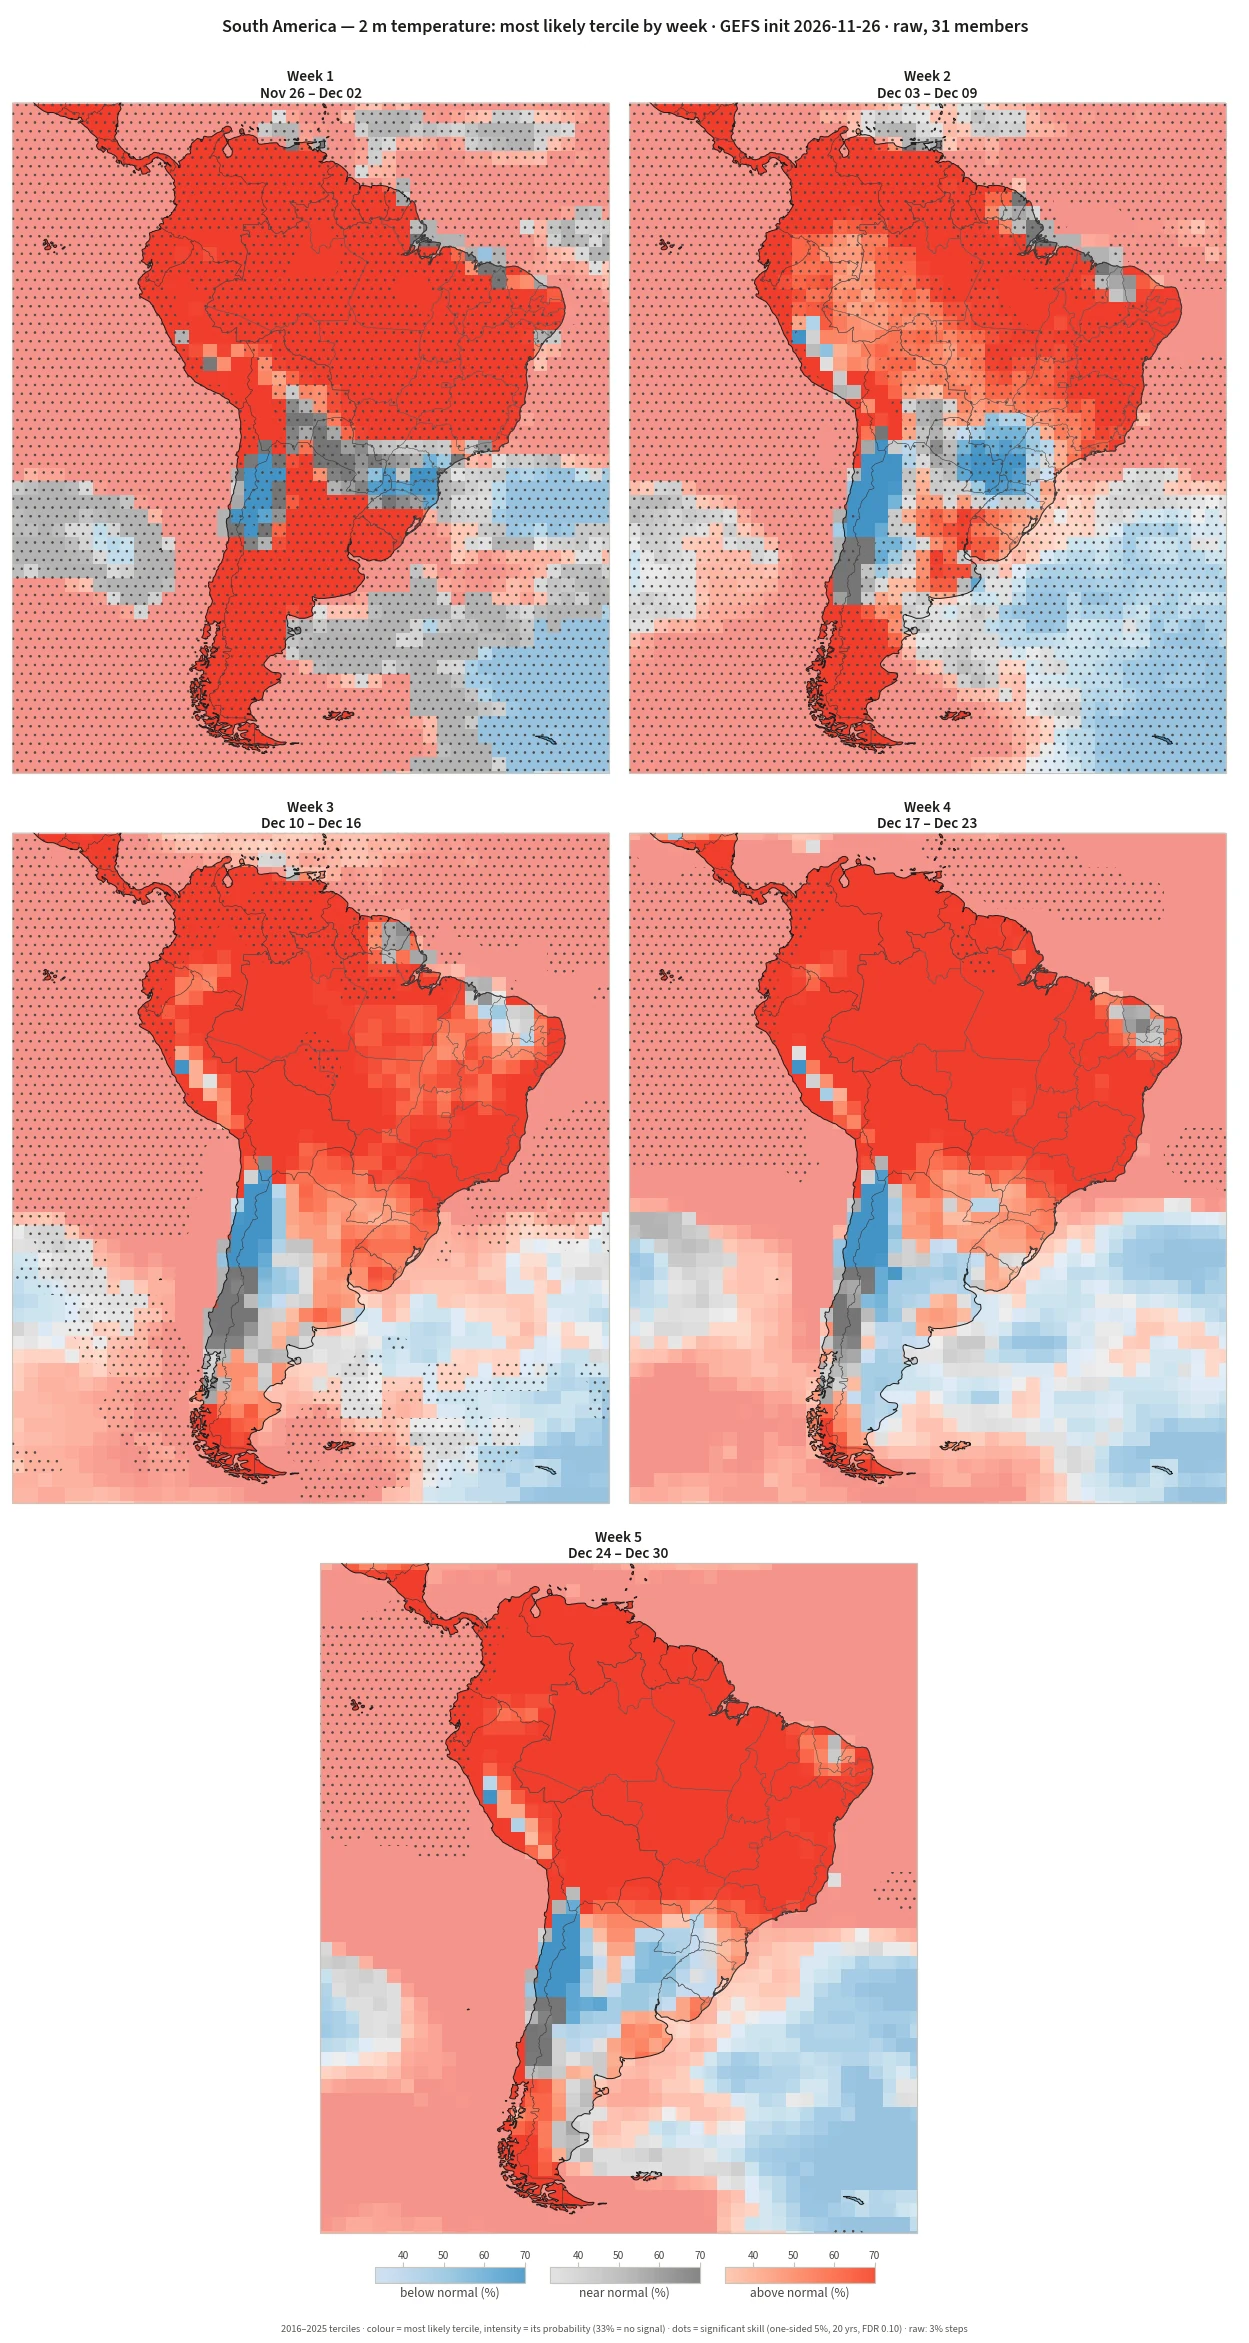 South America — 2 m temperature: most likely tercile by week · GEFS init 2026-11-26 · raw, 31 members
Week 1
Nov 26 – Dec 02
Week 2
Dec 03 – Dec 09
Week 3
Dec 10 – Dec 16
Week 4
Dec 17 – Dec 23
Week 5
Dec 24 – Dec 30
40 50 60 70
below normal (%)
40 50 60 70
near normal (%)
40 50 60 70
above normal (%)
2016–2025 terciles · colour = most likely tercile, intensity = its probability (33% = no signal) · dots = significant skill (one-sided 5%, 20 yrs, FDR 0.10) · raw: 3% steps